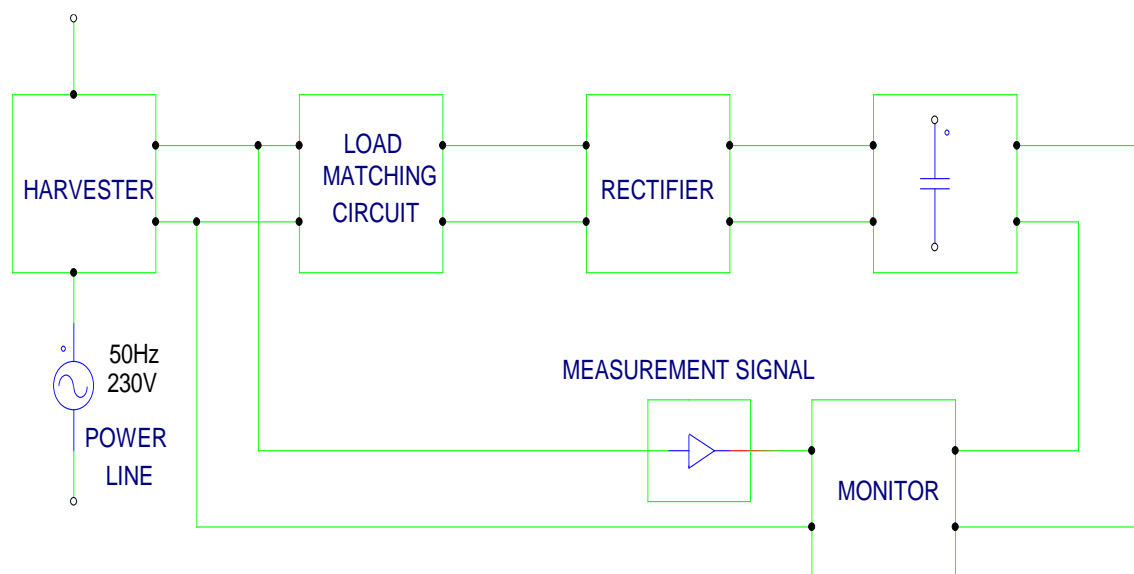 HARVESTER
LOAD
MATCHING
CIRCUIT
RECTIFIER
50Hz
230V
POWER
LINE
MEASUREMENT SIGNAL
MONITOR